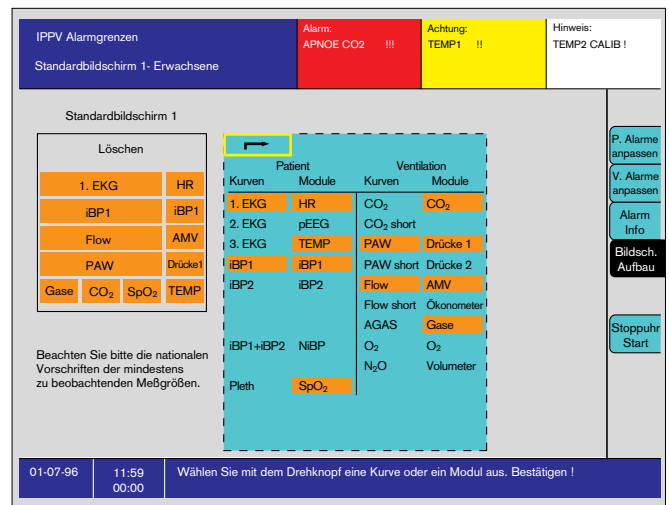 IPPV Alarmgrenzen
Standardbildschirm 1- Erwachsene
Alarm:
APNOE CO2 !!!
Achtung:
TEMP1 !!
Hinweis:
TEMP2 CALIB !
Standardbildschirm 1
Löschen
1. EKG HR
iBP1 iBP1
Flow AMV
PAW Drücke1
Gase CO2 SpO2 TEMP
Beachten Sie bitte die nationalen
Vorschriften der mindestens
zu beobachtenden Meßgrößen.
Patient Ventilation
Kurven Module Kurven Module
1. EKG HR CO2 CO2
2. EKG pEEG CO2 short
3. EKG TEMP PAW Drücke 1
iBP1 iBP1 PAW short Drücke 2
iBP2 iBP2 Flow AMV
Flow short Ökonometer
AGAS Gase
iBP1+iBP2 NiBP O2 O2
N2O Volumeter
Pleth SpO2
P. Alarme
anpassen
V. Alarme
anpassen
Alarm
Info
Bildsch.
Aufbau
Stoppuhr
Start
01-07-96 11:59 Wählen Sie mit dem Drehknopf eine Kurve oder ein Modul aus. Bestätigen !
00:00